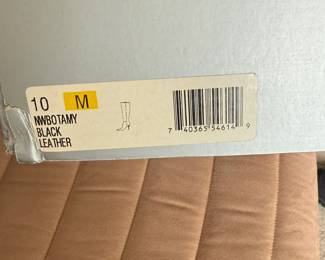 10 M
NWBOTAMY
BLACK
LEATHER
7 40365 54614 9